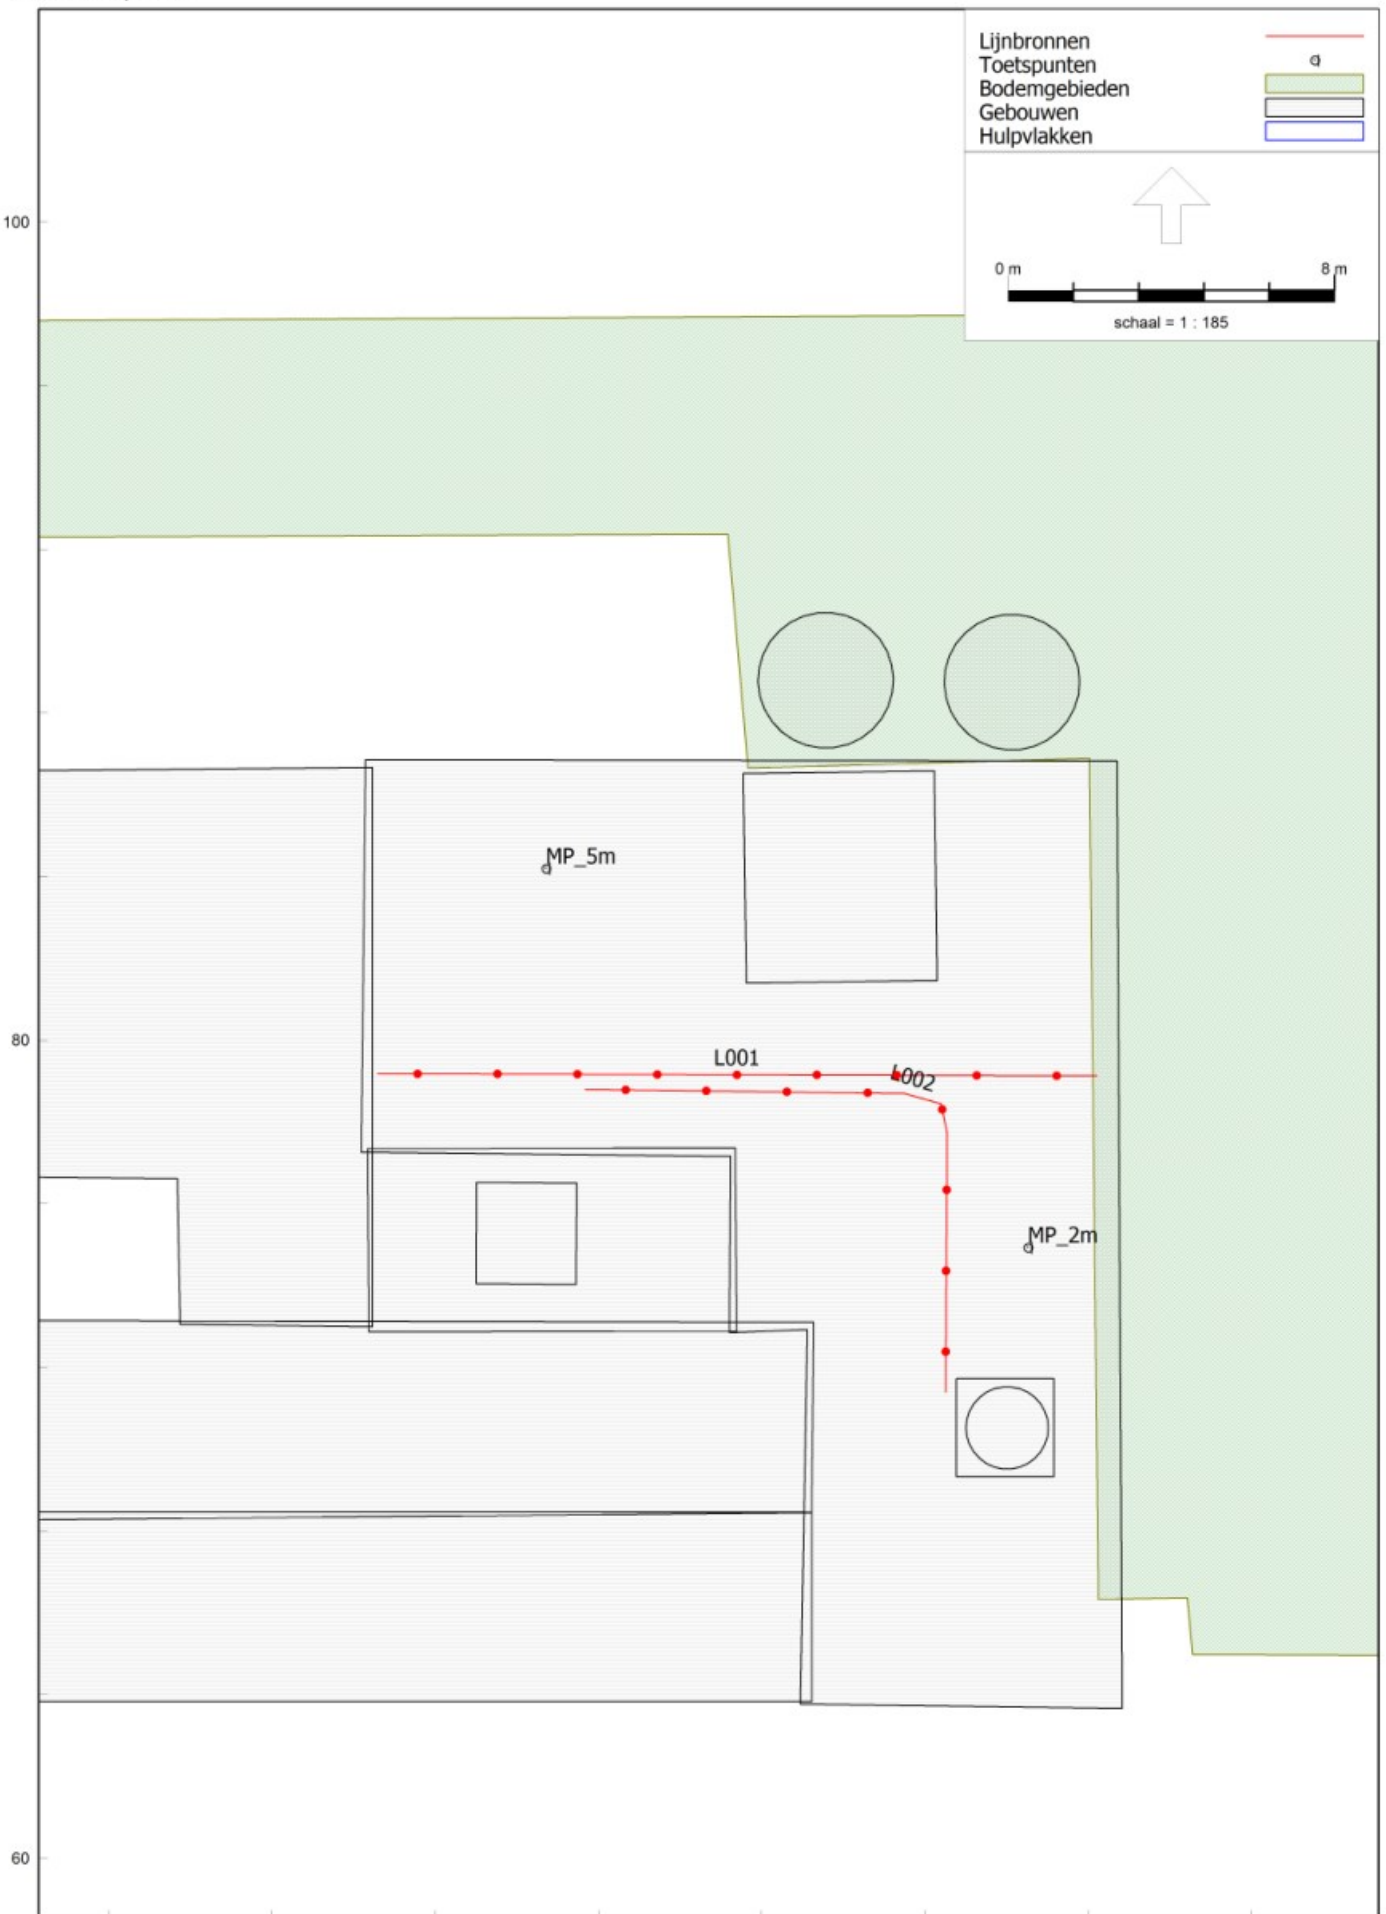 Lijnbronnen
Toetspunten
Bodemgebieden
Gebouwen
Hulpvlakken
0 m 8 m
schaal = 1 : 185
100
MP_5m
80
L001
L002
MP_2m
60